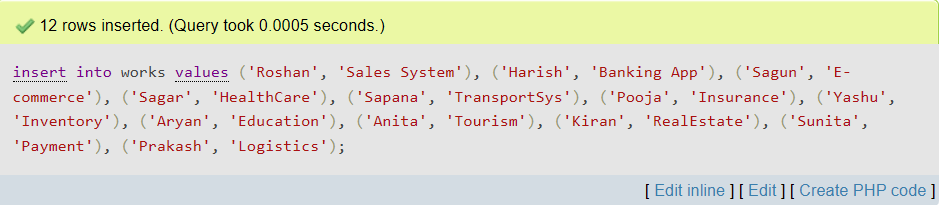 12 rows inserted. (Query took 0.0005 seconds.)
insert into works values ('Roshan', 'Sales System'), ('Harish', 'Banking App'), ('Sagun', 'E-
commerce'), ('Sagar', 'HealthCare'), ('Sapana', 'TransportSys'), ('Pooja', 'Insurance'), ('Yashu',
'Inventory'), ('Aryan', 'Education'), ('Anita', 'Tourism'), ('Kiran', 'RealEstate'), ('Sunita',
'Payment'), ('Prakash', 'Logistics');
[ Edit inline ] [ Edit ] [ Create PHP code ]